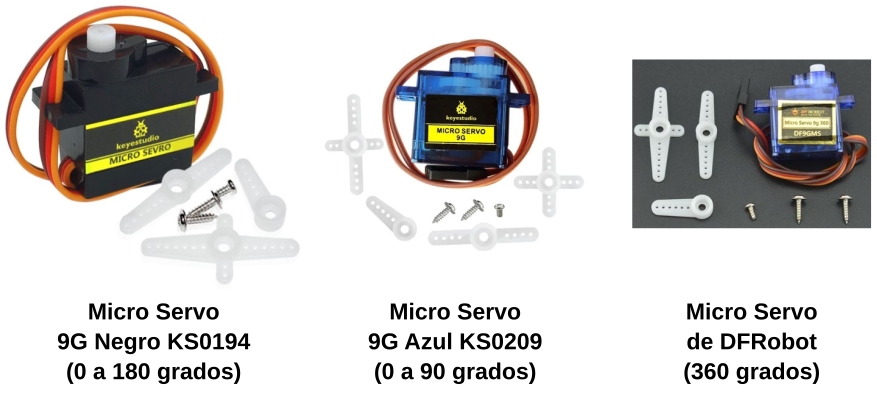 keyestudio
MICRO SEVRO
keyestudio
MICRO SERVO
9G
Micro Servo 9g 360
DF9GMS
Micro Servo
9G Negro KS0194
(0 a 180 grados)
Micro Servo
9G Azul KS0209
(0 a 90 grados)
Micro Servo
de DFRobot
(360 grados)